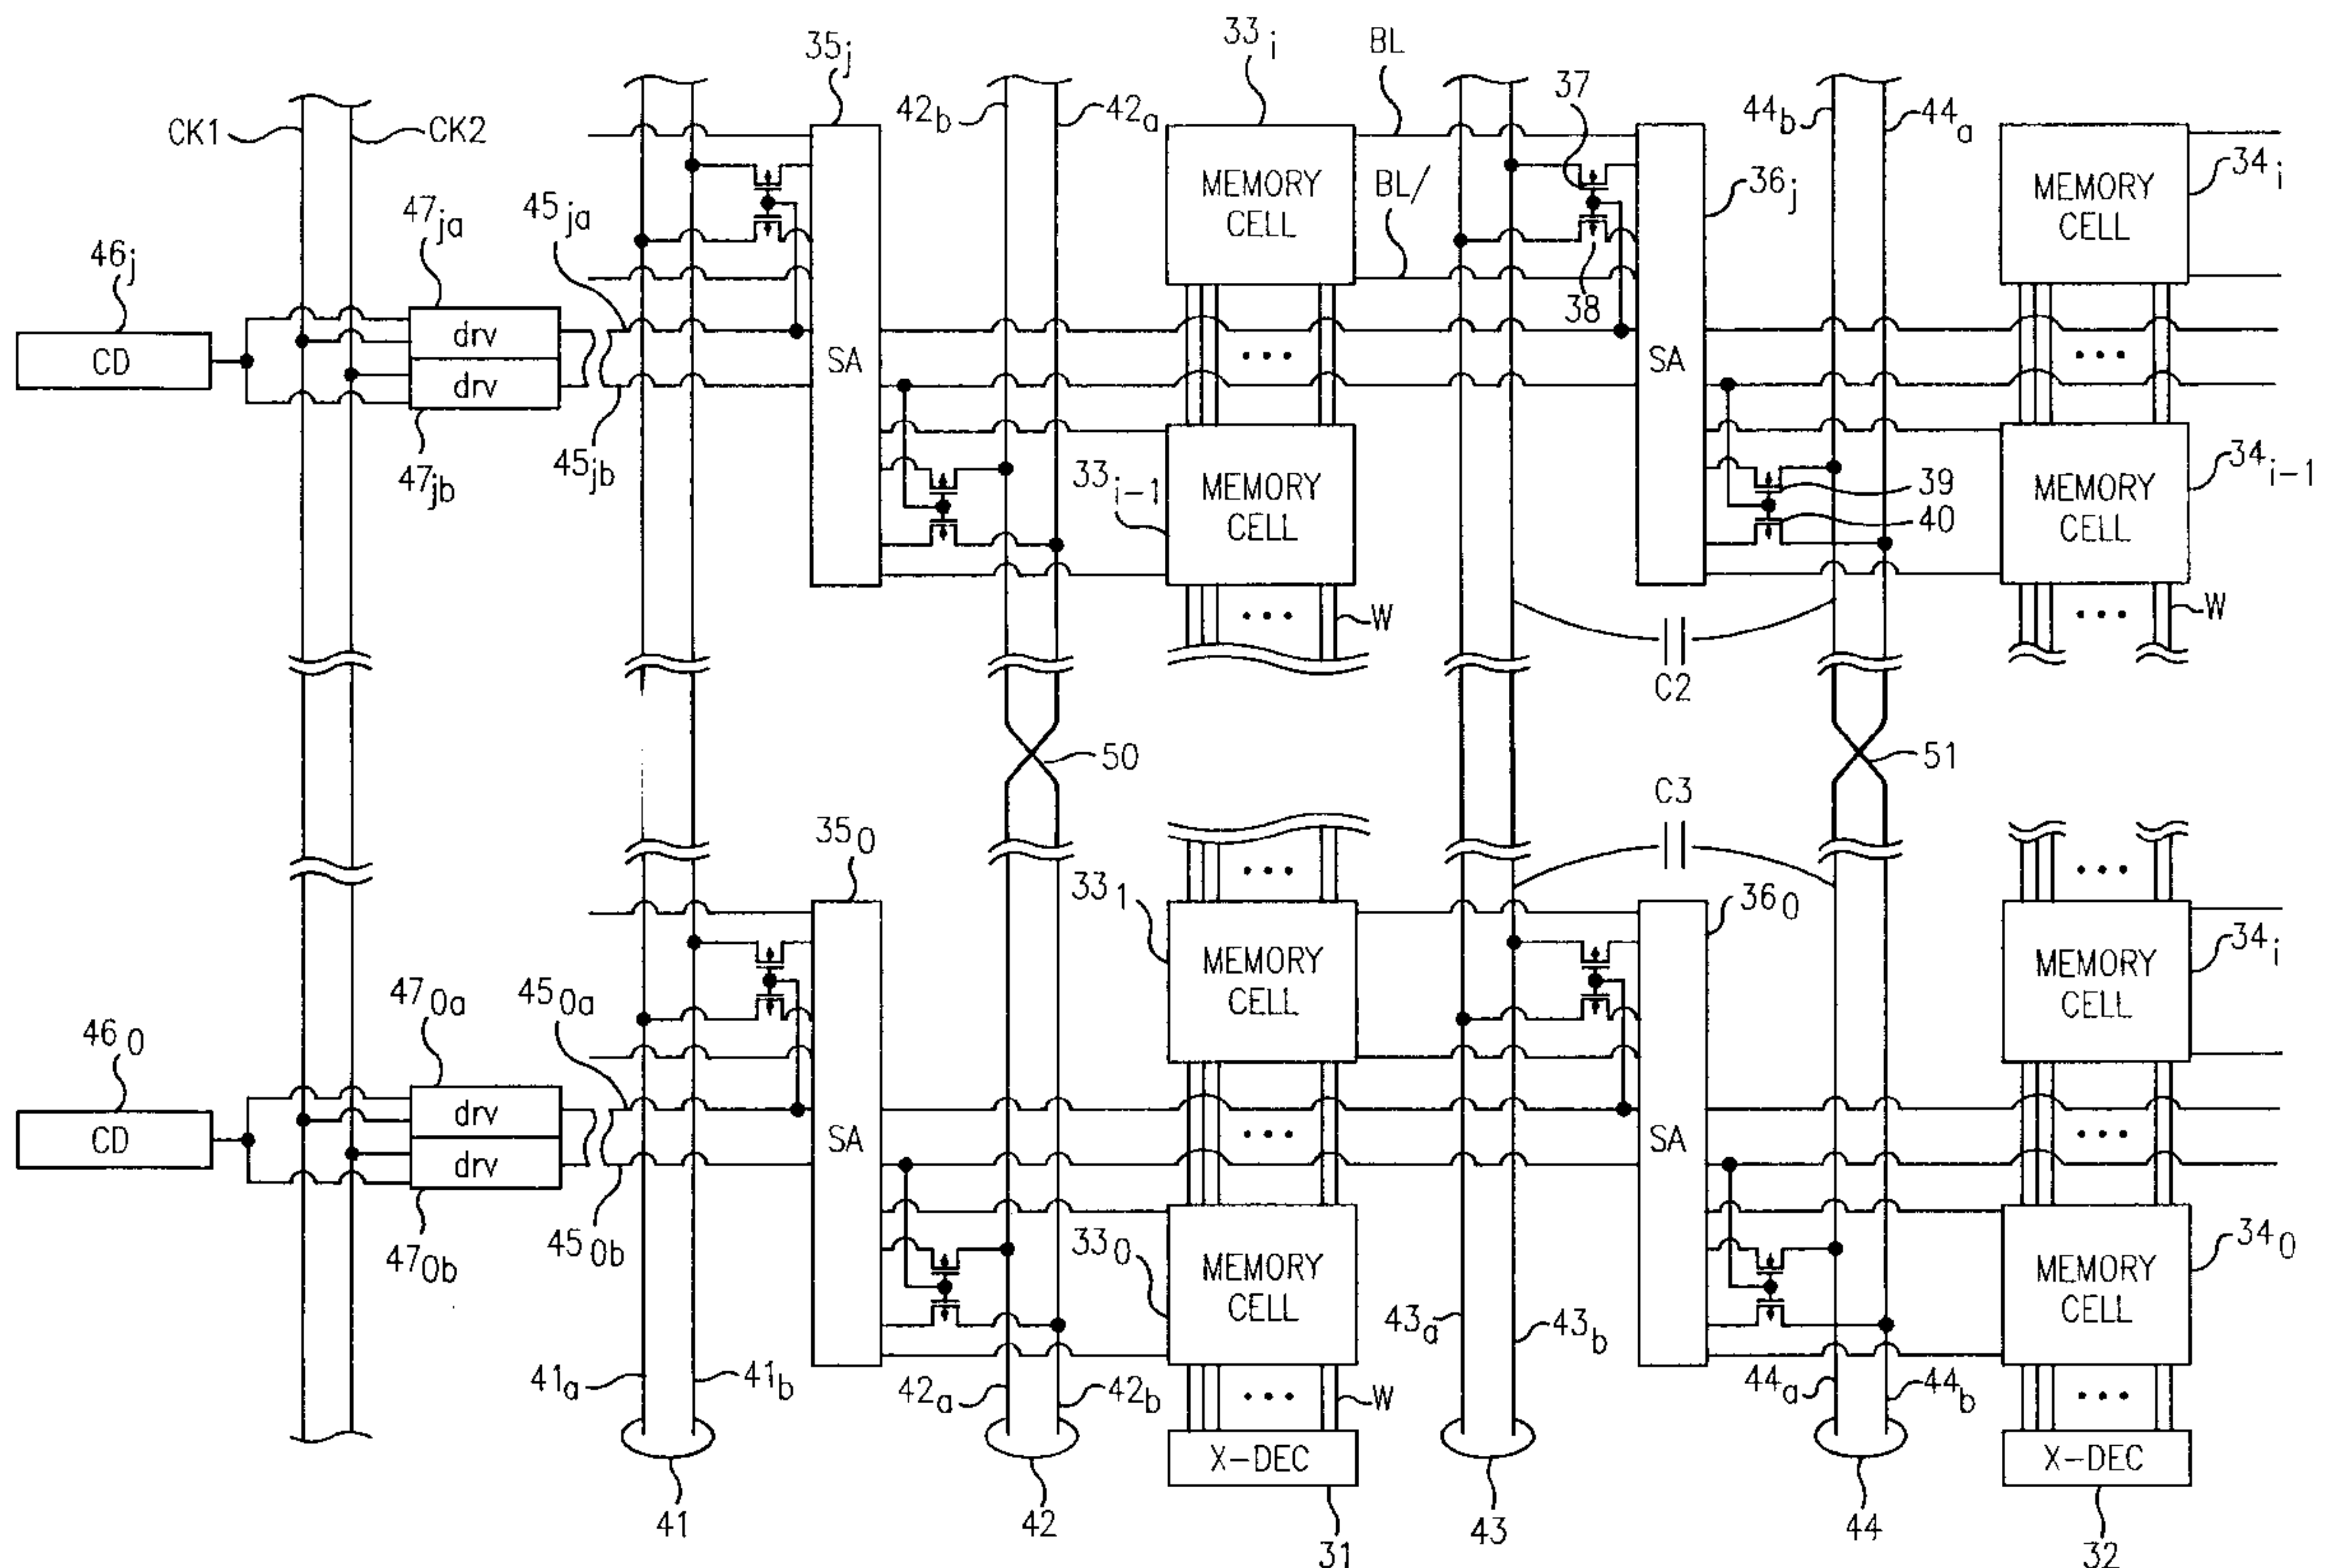 33i
BL
35j
37
42b
42a
44b
44a
CK1
CK2
MEMORY
CELL
BL/
36j
MEMORY
CELL
34i
47ja
45ja
46j
38
drv
CD
SA
...
SA
...
drv
47jb
45jb
33i-1
MEMORY
CELL
39
40
MEMORY
CELL
34i-1
...
W
...
W
C2
50
51
C3
350
331
...
360
...
MEMORY
CELL
MEMORY
CELL
34i
470a
450a
460
drv
CD
SA
...
SA
...
drv
470b
450b
330
MEMORY
CELL
MEMORY
CELL
340
43a
43b
41a
41b
42a
42b
...
W
44a
44b
...
X-DEC
X-DEC
41
42
31
43
44
32